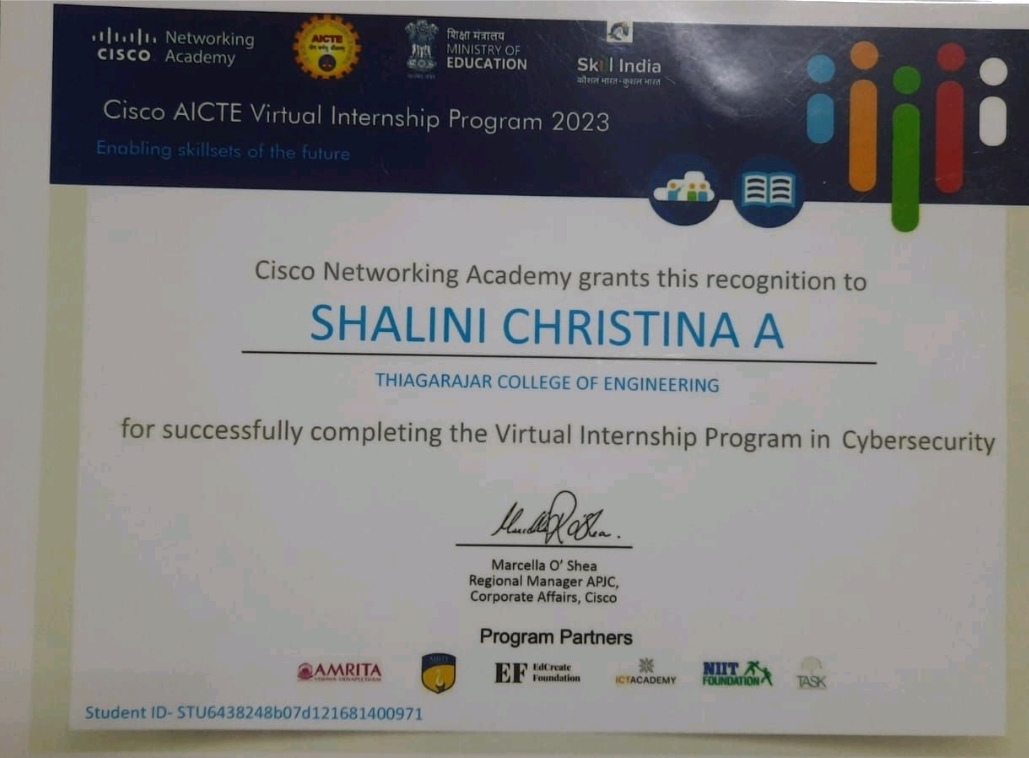 Networking
CISCO Academy
AICTE
शिक्षा मंत्रालय
MINISTRY OF
EDUCATION
Skill India
कौशल भारत-कुशल भारत
Cisco AICTE Virtual Internship Program 2023
Enabling skillsets of the future
Cisco Networking Academy grants this recognition to
SHALINI CHRISTINA A
THIAGARAJAR COLLEGE OF ENGINEERING
for successfully completing the Virtual Internship Program in Cybersecurity
Marcella O' Shea
Regional Manager APJC,
Corporate Affairs, Cisco
Program Partners
AMRITA
EF EdCreate
Foundation
ICTACADEMY
NIIT
FOUNDATION
TASK
Student ID- STU6438248b07d121681400971